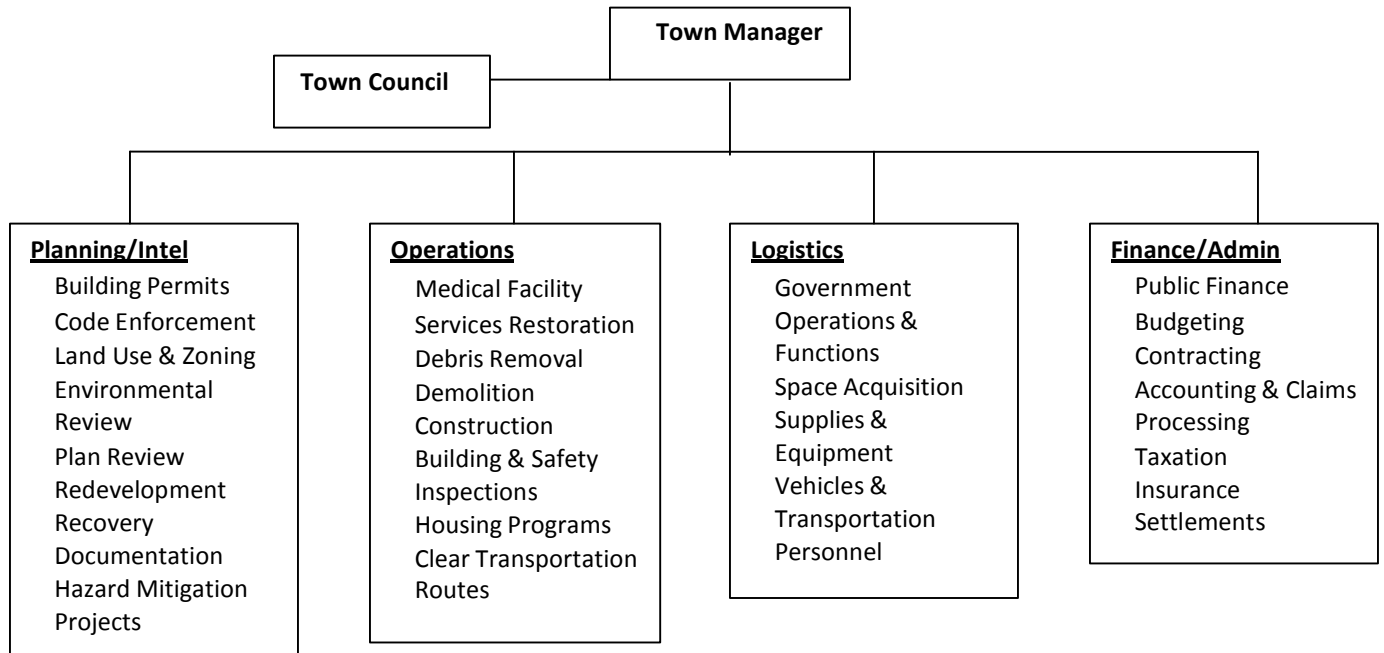 Town Manager
Town Council
Planning/Intel
Building Permits
Code Enforcement
Land Use & Zoning
Environmental
Review
Plan Review
Redevelopment
Recovery
Documentation
Hazard Mitigation
Projects
Operations
Medical Facility
Services Restoration
Debris Removal
Demolition
Construction
Building & Safety
Inspections
Housing Programs
Clear Transportation
Routes
Logistics
Government
Operations &
Functions
Space Acquisition
Supplies &
Equipment
Vehicles &
Transportation
Personnel
Finance/Admin
Public Finance
Budgeting
Contracting
Accounting & Claims
Processing
Taxation
Insurance
Settlements